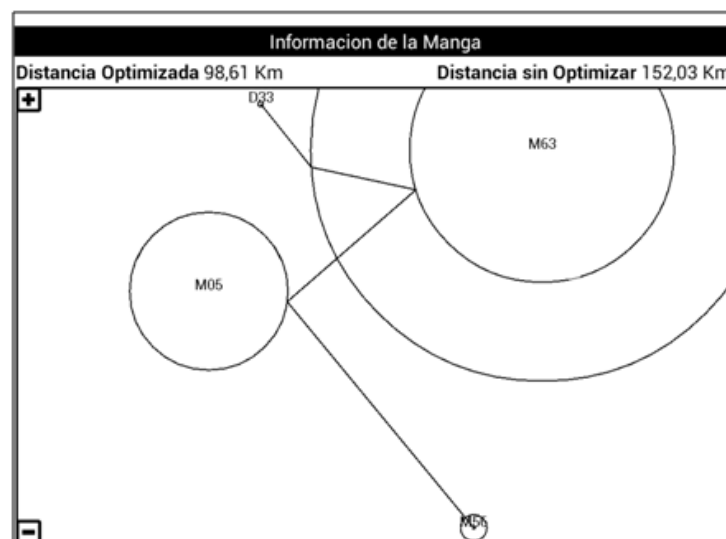 Informacion de la Manga
Distancia Optimizada 98,61 Km
Distancia sin Optimizar 152,03 Km
D33
M63
M05